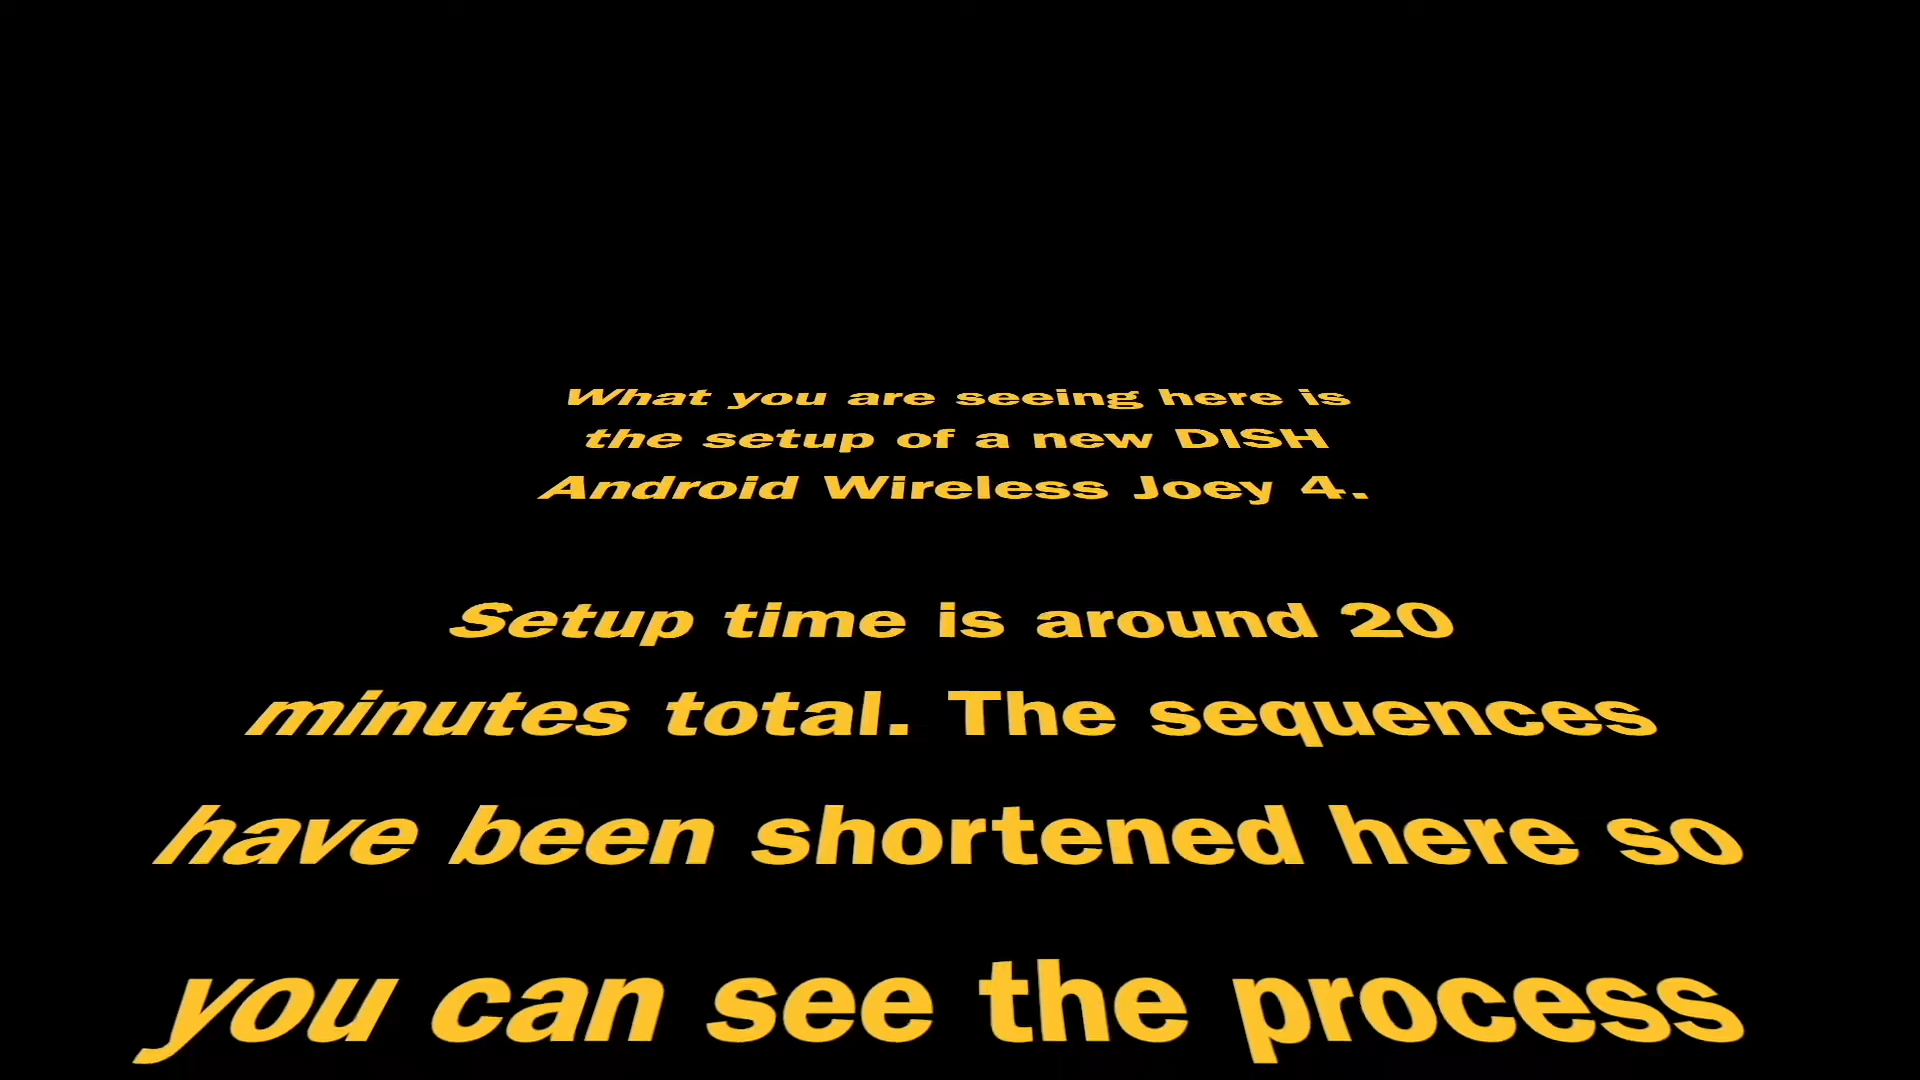 What you are seeing here is
the setup of a new DISH
Android Wireless Joey 4.
Setup time is around 20
minutes total. The sequences
have been shortened here so
you can see the process